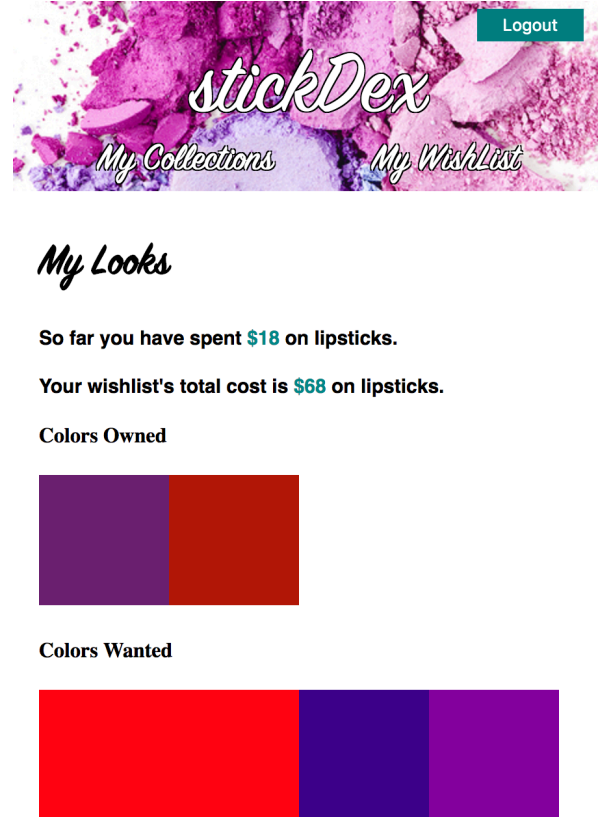 Logout
stickDex
My Collections My WishList
My Looks
So far you have spent $18 on lipsticks.
Your wishlist's total cost is $68 on lipsticks.
Colors Owned
Colors Wanted